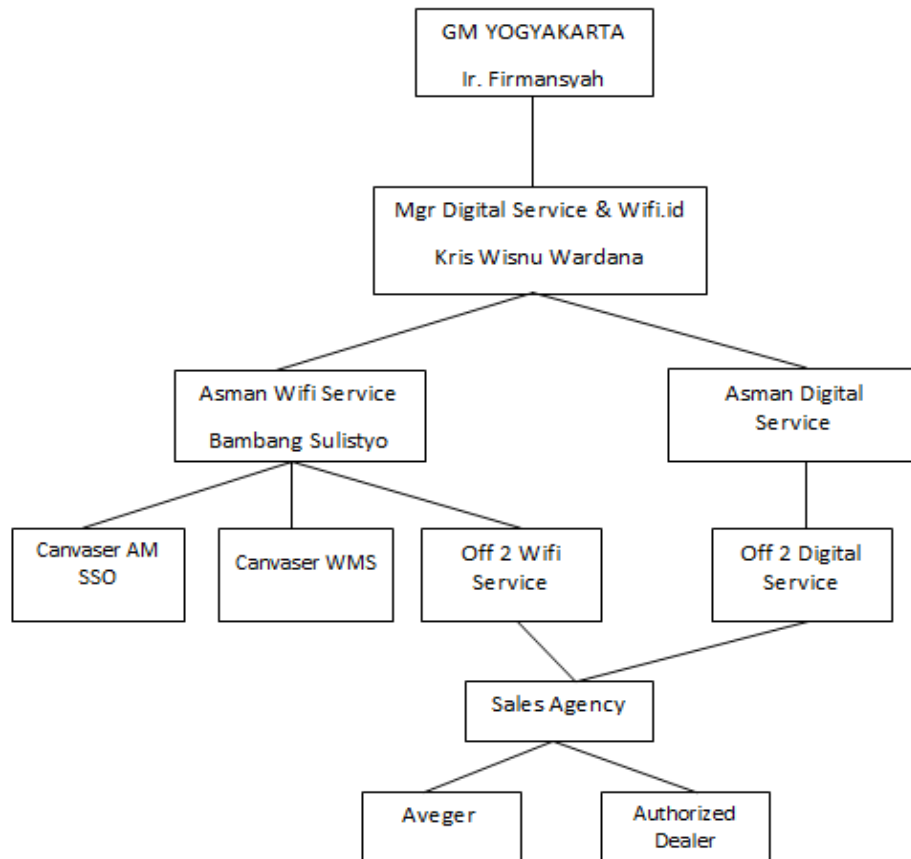 GM YOGYAKARTA
Ir. Firmansyah
Mgr Digital Service & Wifi.id
Kris Wisnu Wardana
Asman Wifi Service
Bambang Sulistyo
Asman Digital
Service
Canvaser AM
SSO
Canvaser WMS
Off 2 Wifi
Service
Off 2 Digital
Service
Sales Agency
Aveger
Authorized
Dealer